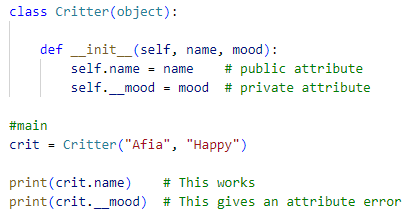 class Critter(object):
def __init__(self, name, mood):
self.name = name    # public attribute
self.__mood = mood  # private attribute
#main
crit = Critter("Afia", "Happy")
print(crit.name)    # This works
print(crit.__mood)  # This gives an attribute error